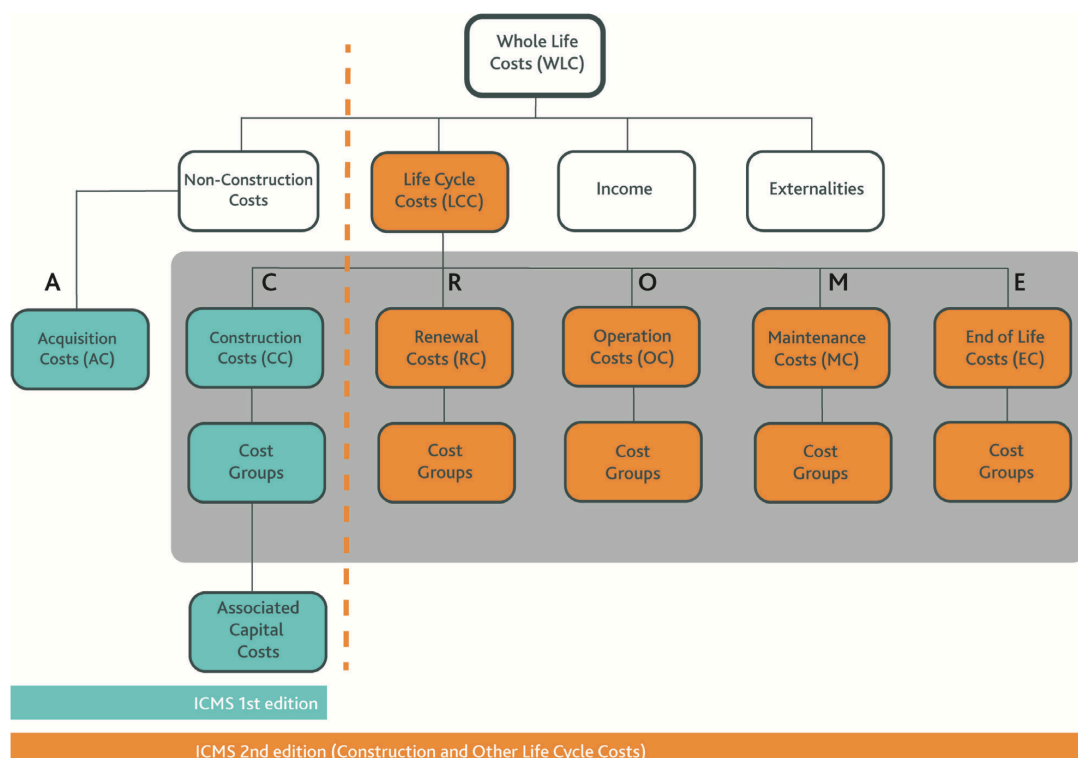 Whole Life
Costs (WLC)
Non-Construction
Costs
Life Cycle
Costs (LCC)
Income
Externalities
A
C
R
O
M
E
Acquisition
Costs (AC)
Construction
Costs (CC)
Renewal
Costs (RC)
Operation
Costs (OC)
Maintenance
Costs (MC)
End of Life
Costs (EC)
Cost
Groups
Cost
Groups
Cost
Groups
Cost
Groups
Cost
Groups
Associated
Capital
Costs
ICMS 1st edition
ICMS 2nd edition (Construction and Other Life Cycle Costs)